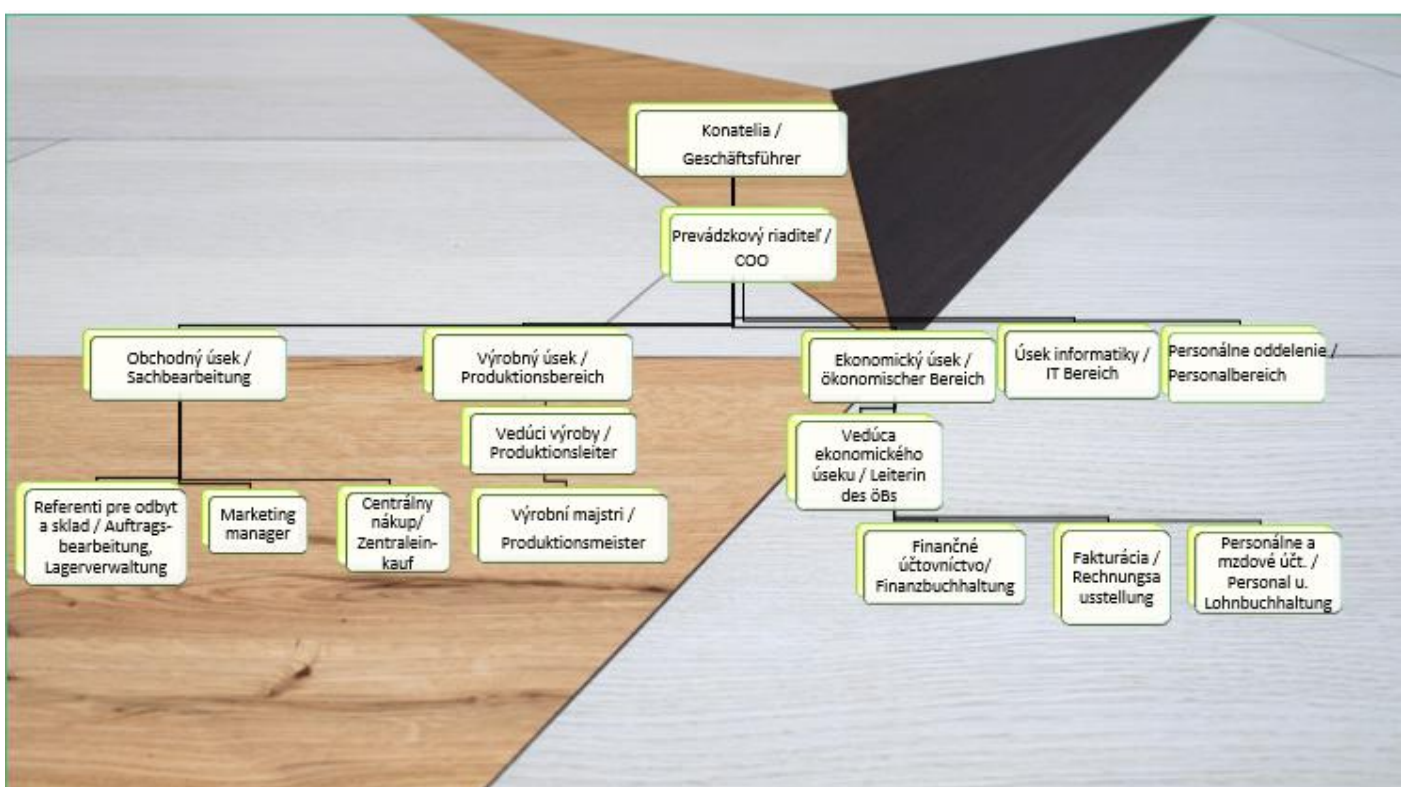 Konatelia /
Geschäftsführer
Prevádzkový riaditeľ /
COO
Obchodný úsek /
Sachbearbeitung
Výrobný úsek /
Produktionsbereich
Ekonomický úsek /
ökonomischer Bereich
Úsek informatiky /
IT Bereich
Personálne oddelenie /
Personalbereich
Vedúci výroby /
Produktionsleiter
Vedúca
ekonomického
úseku / Leiterin
des öBs
Referenti pre odbyt
a sklad / Auftrags-
bearbeitung,
Lagerverwaltung
Marketing
manager
Centrálny
nákup/
Zentralein-
kauf
Výrobní majstri /
Produktionsmeister
Finančné
účtovníctvo/
Finanzbuchhaltung
Fakturácia /
Rechnungsa
usstellung
Personálne a
mzdové účt. /
Personal u.
Lohnbuchhaltung